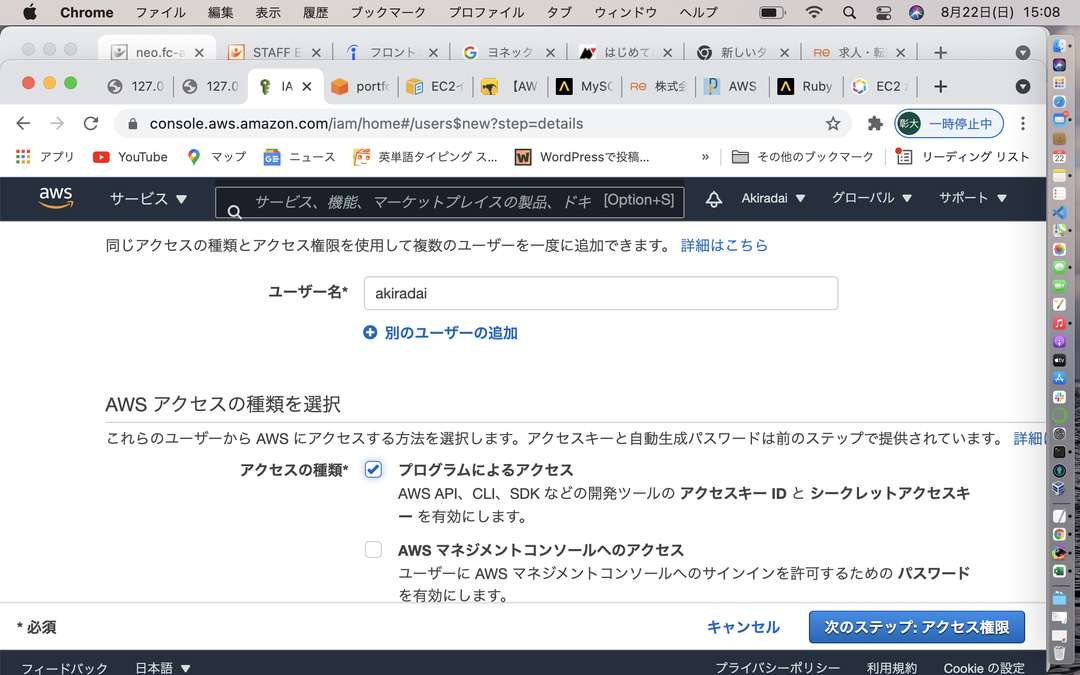 Chrome ファイル 編集 表示 履歴 ブックマーク プロファイル タブ ウィンドウ ヘルプ 8月22日(日) 15:08
neo.fc-a STAFF E フロント ヨネック はじめて 新しいタ RE 求人・転
127.0 127.0 IA portfo EC2 【AW MySQ RE 株式会 AWS Ruby EC2
console.aws.amazon.com/iam/home#/users$new?step=details 彰大 一時停止中
アプリ YouTube マップ GE ニュース 英単語タイピング ス... W WordPressで投稿... » その他のブックマーク リーディング リスト
aws サービス サービス、機能、マーケットプレイスの製品、ドキ [Option+S] Akiradai グローバル サポート
同じアクセスの種類とアクセス権限を使用して複数のユーザーを一度に追加できます。 詳細はこちら
ユーザー名* akiradai
別のユーザーの追加
AWS アクセスの種類を選択
これらのユーザーから AWS にアクセスする方法を選択します。アクセスキーと自動生成パスワードは前のステップで提供されています。 詳細
アクセスの種類* プログラムによるアクセス
AWS API、CLI、SDK などの開発ツールの アクセスキー ID と シークレットアクセスキ
ー を有効にします。
AWS マネジメントコンソールへのアクセス
ユーザーに AWS マネジメントコンソールへのサインインを許可するための パスワード
を有効にします。
* 必須 キャンセル 次のステップ: アクセス権限
フィードバック 日本語 プライバシーポリシー 利用規約 Cookie の設定